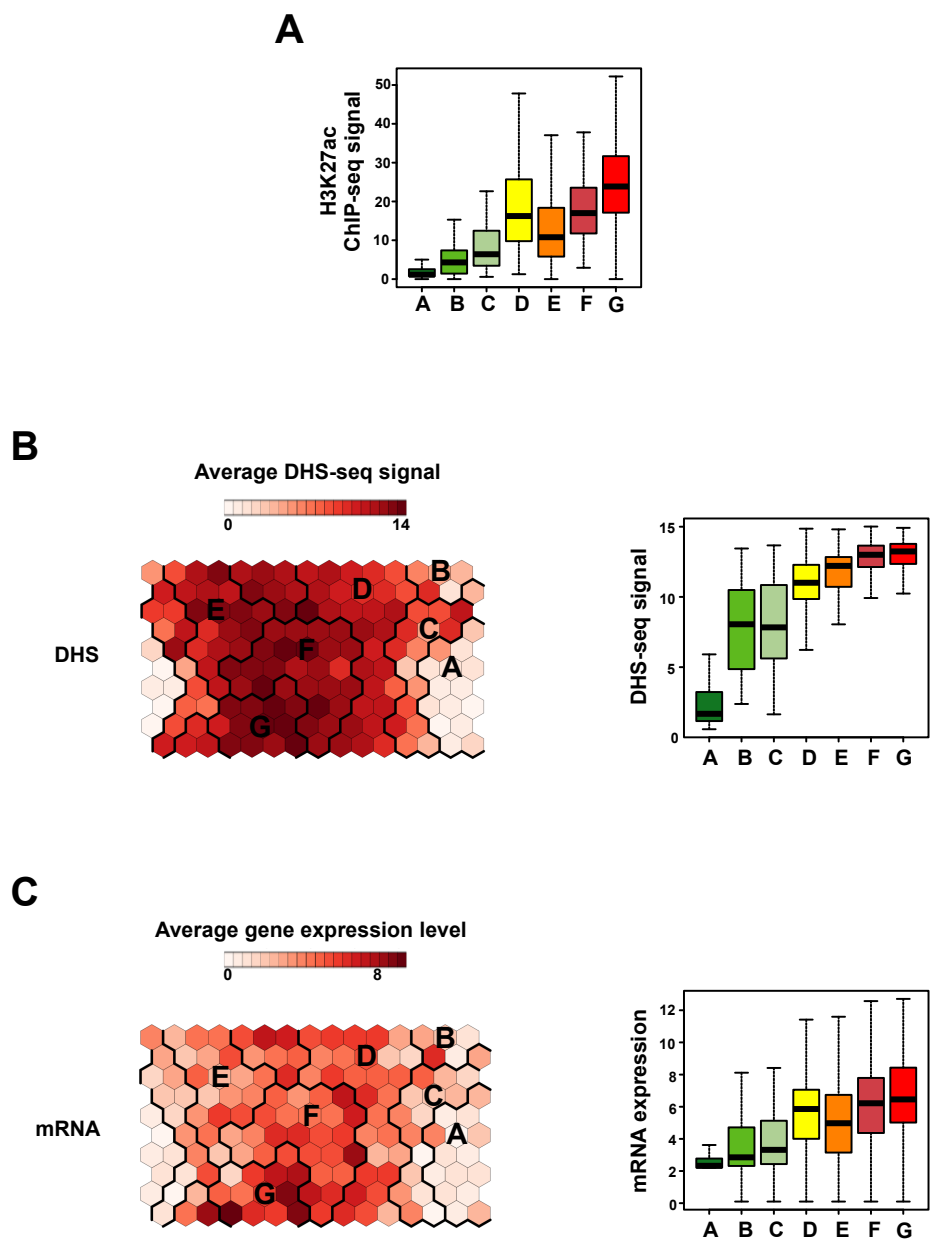 A
H3K27ac
ChIP-seq signal
50
30
20
10
0
A B C D E F G
B
Average DHS-seq signal
0 14
DHS
B
D
E
C
F
A
G
DHS-seq signal
15
10
5
0
A B C D E F G
C
Average gene expression level
0 8
mRNA
B
D
E
C
F
A
G
mRNA expression
12
10
8
6
4
2
0
A B C D E F G